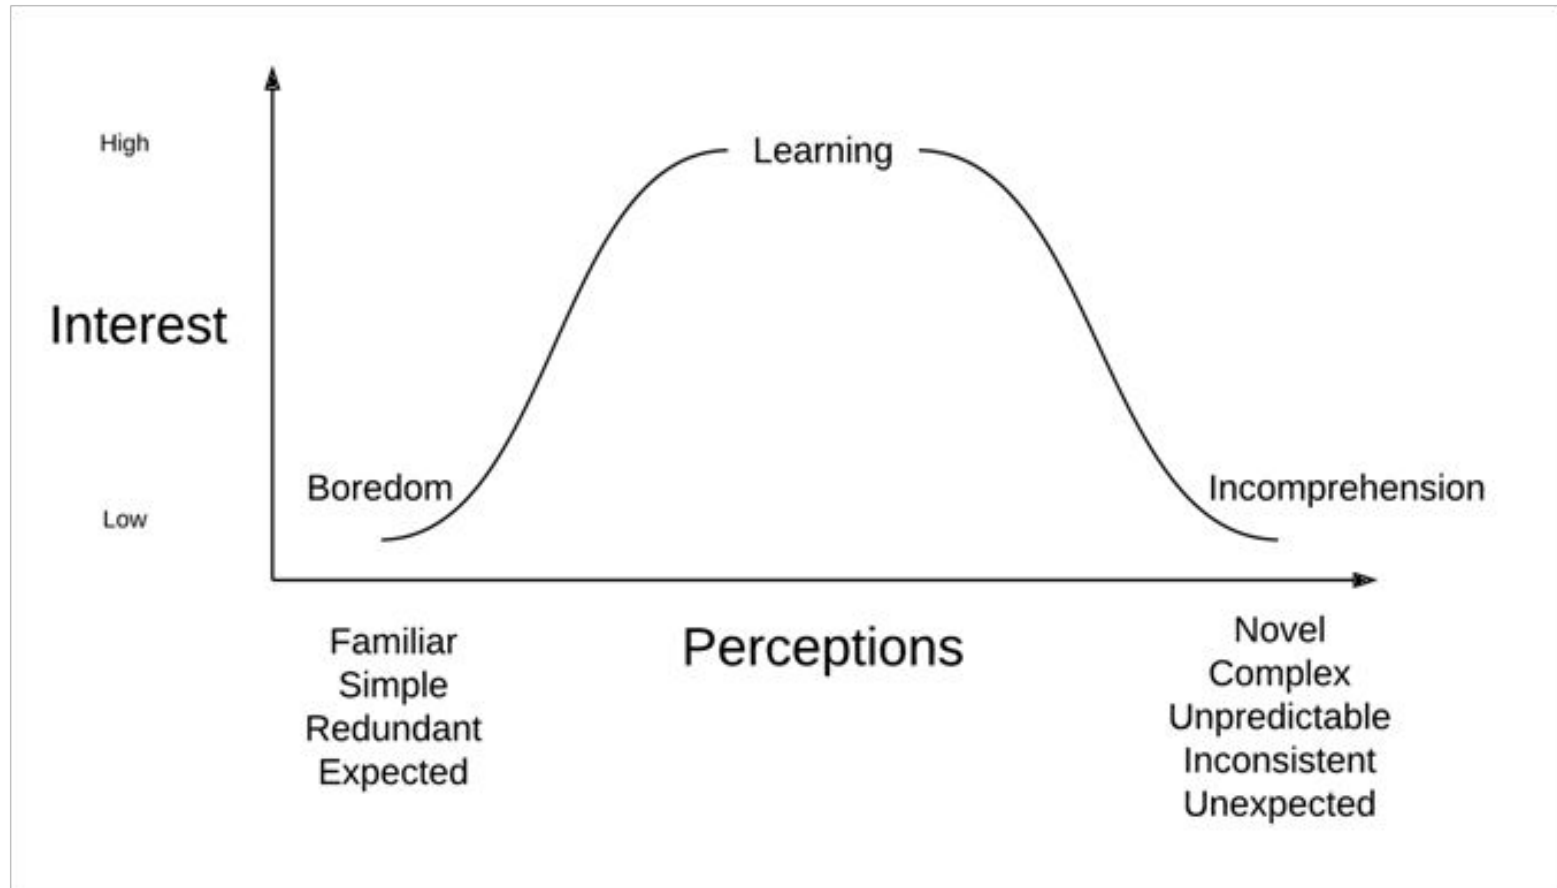 High
Learning
Interest
Boredom
Incomprehension
Low
Familiar
Simple
Redundant
Expected
Perceptions
Novel
Complex
Unpredictable
Inconsistent
Unexpected